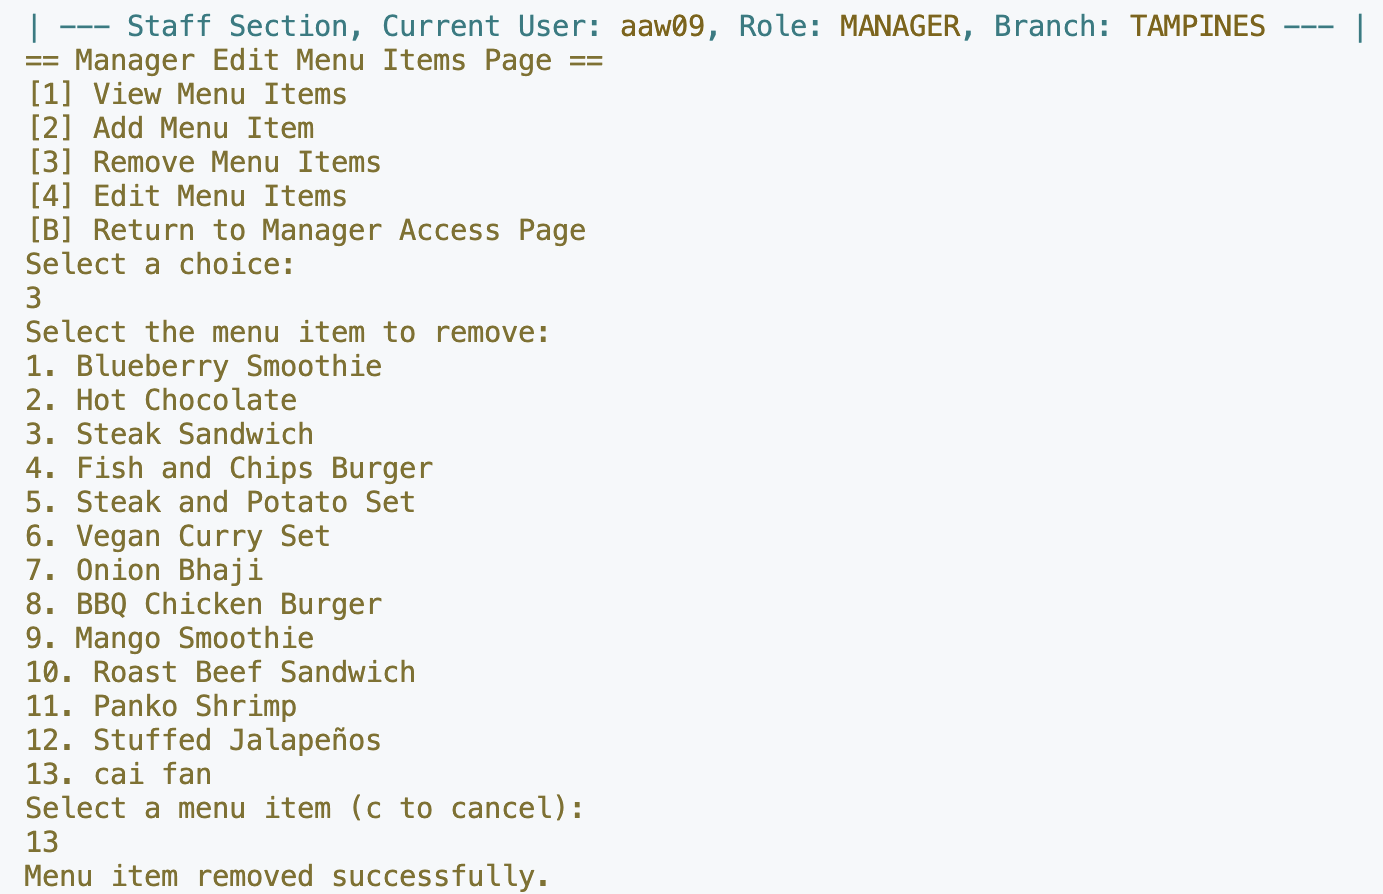 | --- Staff Section, Current User: aaw09, Role: MANAGER, Branch: TAMPINES --- |
== Manager Edit Menu Items Page ==
[1] View Menu Items
[2] Add Menu Item
[3] Remove Menu Items
[4] Edit Menu Items
[B] Return to Manager Access Page
Select a choice:
3
Select the menu item to remove:
1. Blueberry Smoothie
2. Hot Chocolate
3. Steak Sandwich
4. Fish and Chips Burger
5. Steak and Potato Set
6. Vegan Curry Set
7. Onion Bhaji
8. BBQ Chicken Burger
9. Mango Smoothie
10. Roast Beef Sandwich
11. Panko Shrimp
12. Stuffed Jalapeños
13. cai fan
Select a menu item (c to cancel):
13
Menu item removed successfully.